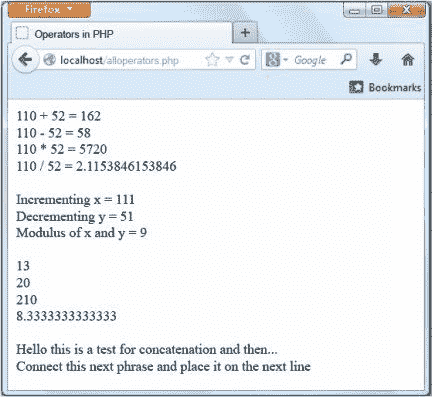 Firefox
Operators in PHP
localhost/alloperators.php
Google
Bookmarks
110 + 52 = 162
110 - 52 = 58
110 * 52 = 5720
110 / 52 = 2.1153846153846
Incrementing x = 111
Decrementing y = 51
Modulus of x and y = 9
13
20
210
8.3333333333333
Hello this is a test for concatenation and then...
Connect this next phrase and place it on the next line